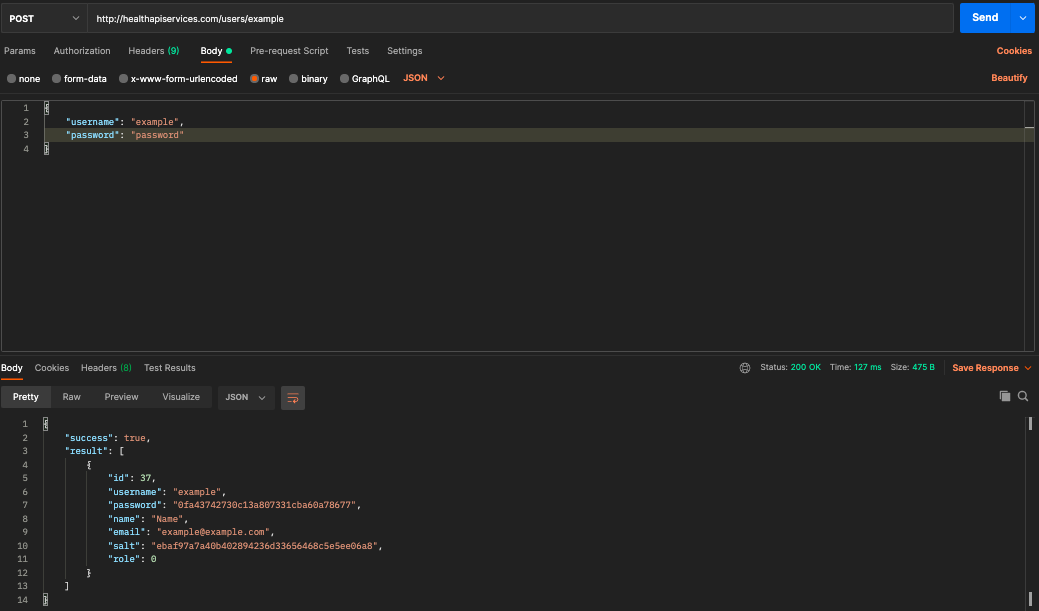 POST http://healthapiservices.com/users/example Send
Params Authorization Headers (9) Body Pre-request Script Tests Settings Cookies
none form-data x-www-form-urlencoded raw binary GraphQL JSON Beautify
1 {
2 "username": "example",
3 "password": "password"
4 }
Body Cookies Headers (8) Test Results Status: 200 OK Time: 127 ms Size: 475 B Save Response
Pretty Raw Preview Visualize JSON
1 {
2 "success": true,
3 "result": [
4 {
5 "id": 37,
6 "username": "example",
7 "password": "0fa43742730c13a807331cba60a78677",
8 "name": "Name",
9 "email": "example@example.com",
10 "salt": "ebaf97a7a40b402894236d33656468c5e5ee06a8",
11 "role": 0
12 }
13 ]
14 }